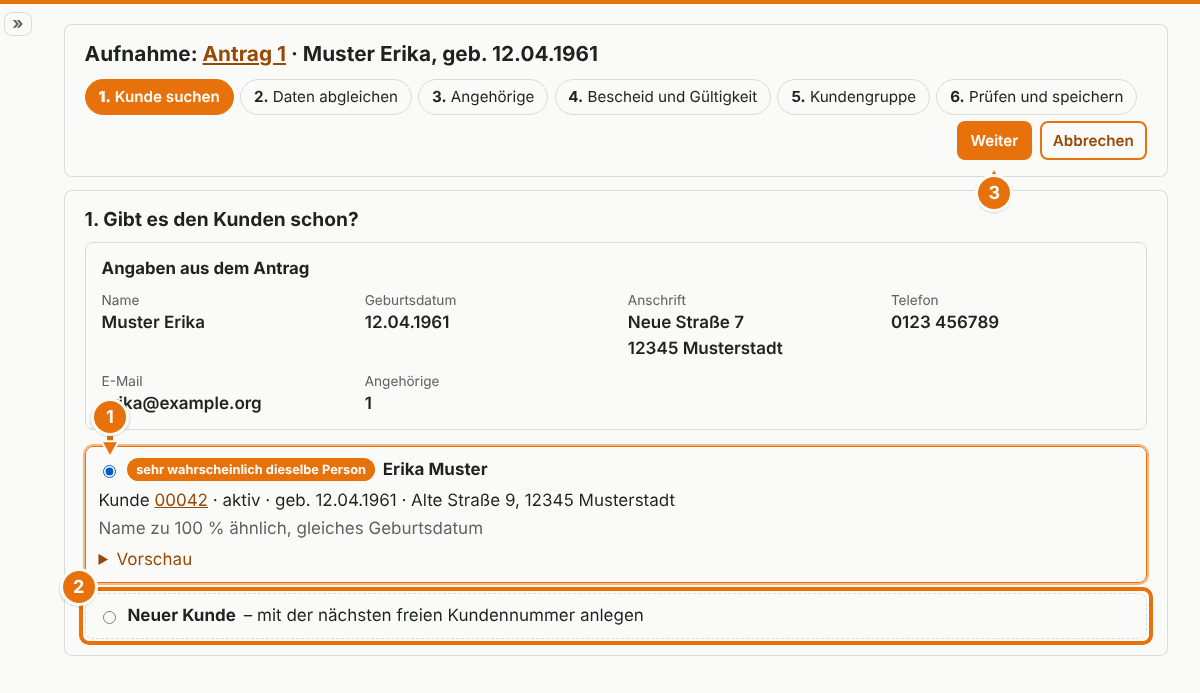 »
Aufnahme: Antrag 1 · Muster Erika, geb. 12.04.1961
1. Kunde suchen 2. Daten abgleichen 3. Angehörige 4. Bescheid und Gültigkeit 5. Kundengruppe 6. Prüfen und speichern
Weiter Abbrechen
3
1. Gibt es den Kunden schon?
Angaben aus dem Antrag
Name Geburtsdatum Anschrift Telefon
Muster Erika 12.04.1961 Neue Straße 7 0123 456789
12345 Musterstadt
E-Mail Angehörige
ika@example.org 1
1
sehr wahrscheinlich dieselbe Person Erika Muster
Kunde 00042 · aktiv · geb. 12.04.1961 · Alte Straße 9, 12345 Musterstadt
Name zu 100 % ähnlich, gleiches Geburtsdatum
Vorschau
2
Neuer Kunde – mit der nächsten freien Kundennummer anlegen